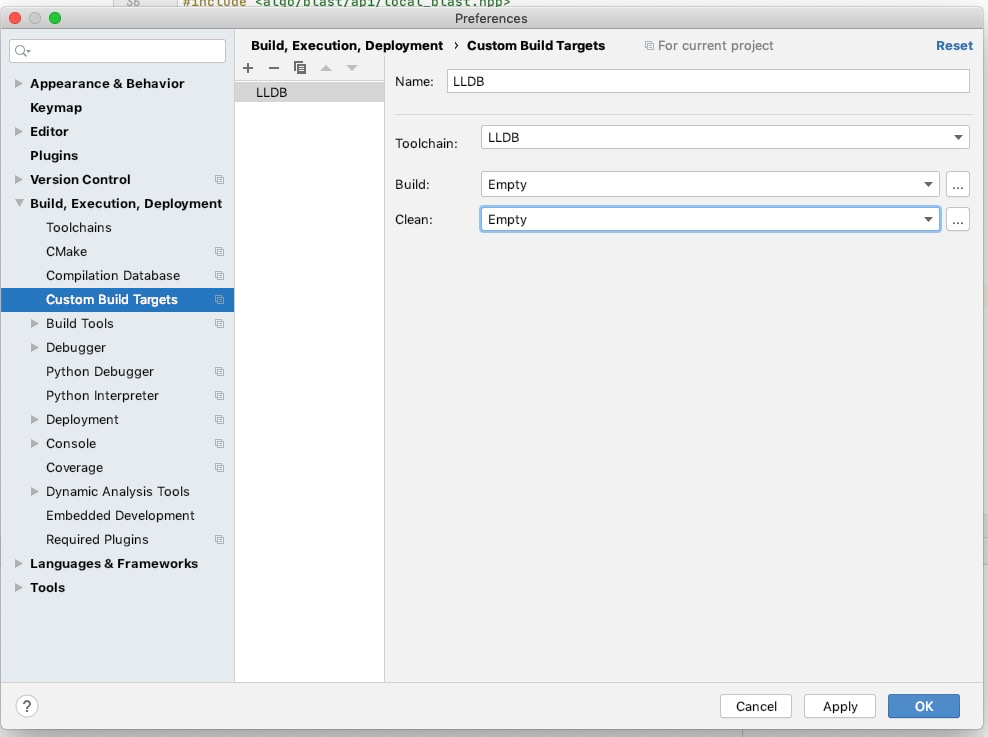 36 #include <algo/blast/api/local_blast.hpp>
Preferences
Build, Execution, Deployment › Custom Build Targets For current project Reset
Appearance & Behavior
Keymap
Editor
Plugins
Version Control
Build, Execution, Deployment
Toolchains
CMake
Compilation Database
Custom Build Targets
Build Tools
Debugger
Python Debugger
Python Interpreter
Deployment
Console
Coverage
Dynamic Analysis Tools
Embedded Development
Required Plugins
Languages & Frameworks
Tools
LLDB
Name: LLDB
Toolchain: LLDB
Build: Empty ...
Clean: Empty ...
? Cancel Apply OK